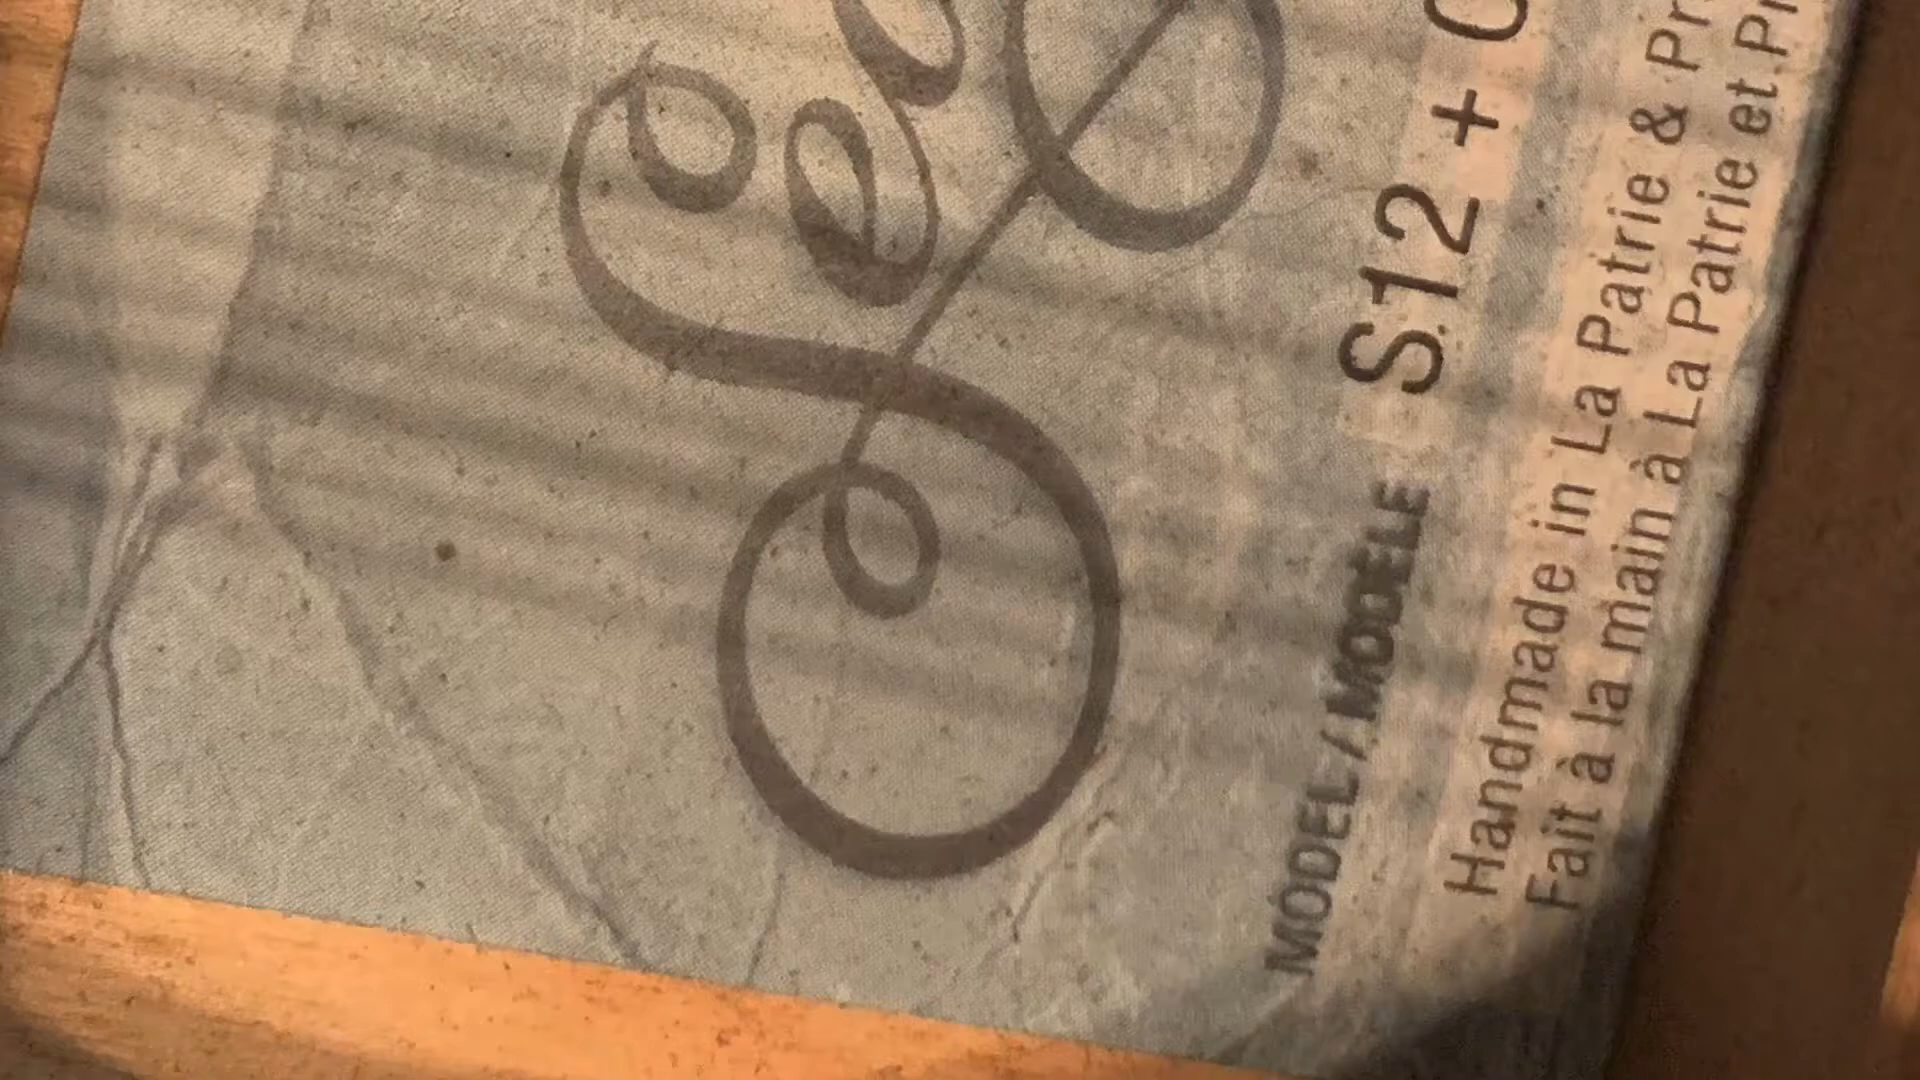 MODEL / MODÈLE S12 +
Handmade in La Patrie &
Fait à la main à La Patrie et